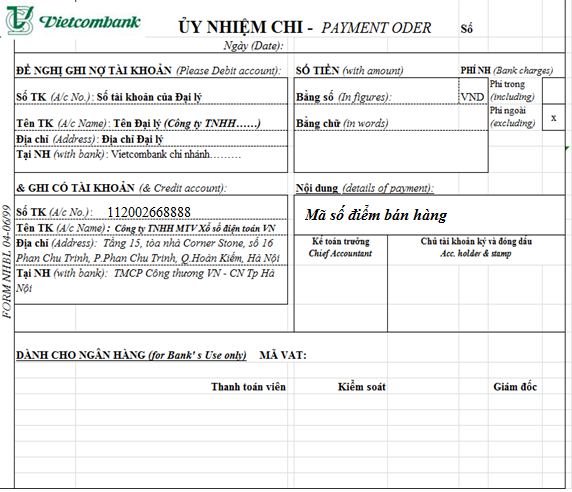 Vietcombank
ỦY NHIỆM CHI - PAYMENT ODER Số
Ngày (Date):
ĐỀ NGHỊ GHI NỢ TÀI KHOẢN (Please Debit account):
Số TK (A/c No.): Số tài khoản của Đại lý
Tên TK (A/c Name): Tên Đại lý (Công ty TNHH……)
Địa chỉ (Address): Địa chỉ Đại lý
Tại NH (with bank): Vietcombank chi nhánh………
SỐ TIỀN (with amount)
Bằng số (In figures): VND
Bằng chữ (in words)
PHÍ NH (Bank charges)
Phí trong
(including)
Phí ngoài
(excluding) x
& GHI CÓ TÀI KHOẢN (& Credit account):
Số TK (A/c No.): 112002668888
Tên TK (A/c Name): Công ty TNHH MTV Xổ số điện toán VN
Địa chỉ (Address): Tầng 15, tòa nhà Corner Stone, số 16
Phan Chu Trinh, P.Phan Chu Trinh, Q.Hoàn Kiếm, Hà Nội
Tại NH (with bank): TMCP Công thương VN - CN Tp Hà
Nội
Nội dung (details of payment):
Mã số điểm bán hàng
Kế toán trưởng
Chief Accountant
Chủ tài khoản ký và đóng dấu
Acc. holder & stamp
FORM NHBL 04-06/99
DÀNH CHO NGÂN HÀNG (for Bank' s Use only) MÃ VAT:
Thanh toán viên Kiểm soát Giám đốc